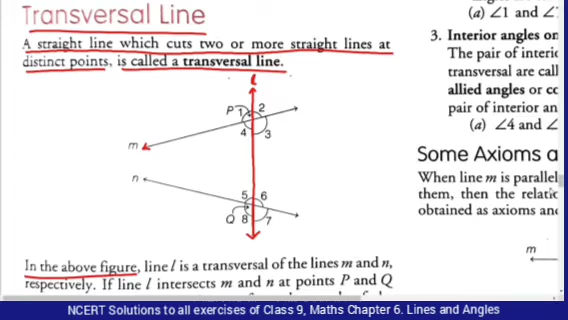 Transversal Line
A straight line which cuts two or more straight lines at
distinct points, is called a transversal line.
l
P 1 2
4 3
m
n
5 6
Q 8 7
In the above figure, line l is a transversal of the lines m and n,
respectively. If line l intersects m and n at points P and Q
(a) ∠1 and ∠
3. Interior angles on
The pair of interio
transversal are call
allied angles or co
pair of interior an
(a) ∠4 and ∠
Some Axioms a
When line m is parallel
them, then the relatio
obtained as axioms and
m
NCERT Solutions to all exercises of Class 9, Maths Chapter 6. Lines and Angles